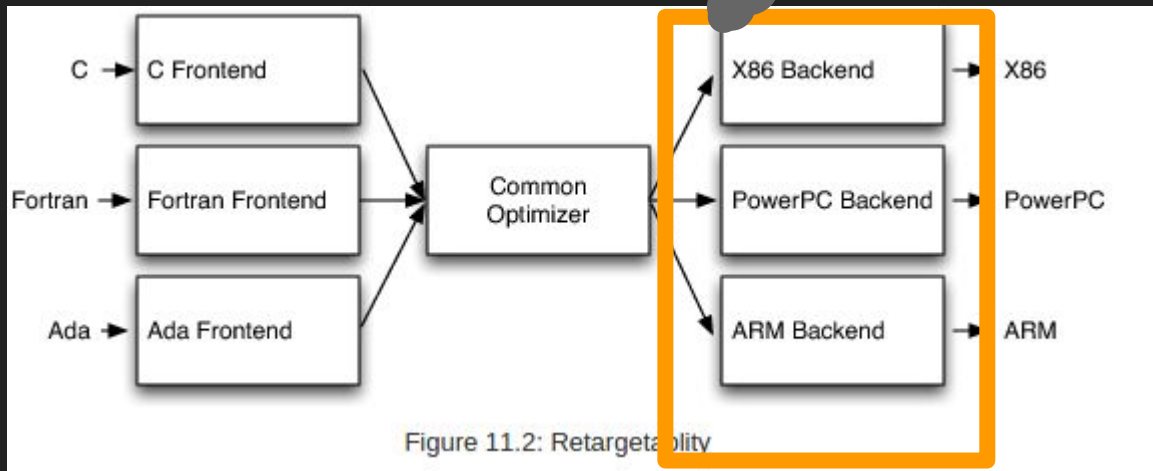 C
C Frontend
X86 Backend
X86
Fortran
Fortran Frontend
Common
Optimizer
PowerPC Backend
PowerPC
Ada
Ada Frontend
ARM Backend
ARM
Figure 11.2: Retargetablity